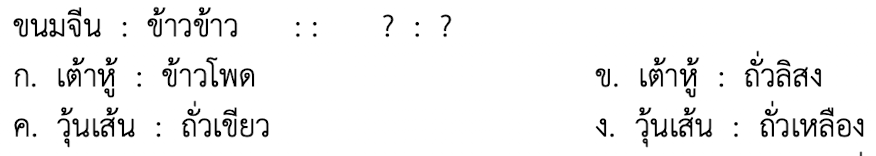 ขนมจีน : ข้าวข้าว :: ? : ?
ก. เต้าหู้ : ข้าวโพด ข. เต้าหู้ : ถั่วลิสง
ค. วุ้นเส้น : ถั่วเขียว ง. วุ้นเส้น : ถั่วเหลือง